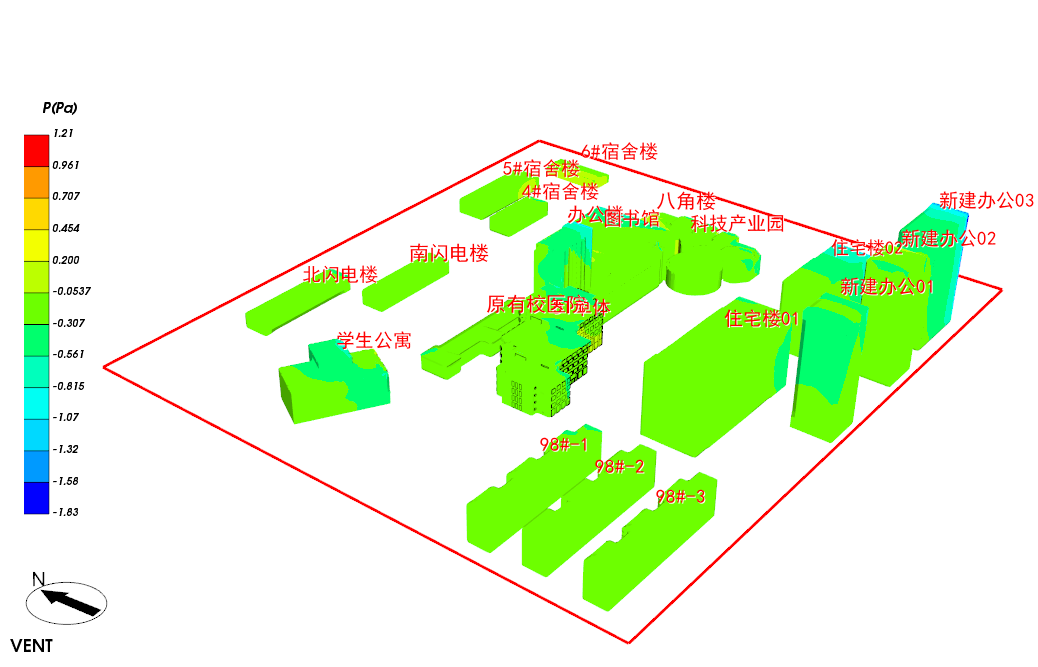 P(Pa)
1.21
0.961
0.707
0.454
0.200
-0.0537
-0.307
-0.561
-0.815
-1.07
-1.32
-1.58
-1.83
6#宿舍楼
5#宿舍楼
4#宿舍楼
八角楼
新建办公03
办公楼
图书馆
科技产业园
新建办公02
住宅楼02
南闪电楼
北闪电楼
新建办公01
原有校医院
单体
住宅楼01
学生公寓
98#-1
98#-2
98#-3
N
VENT